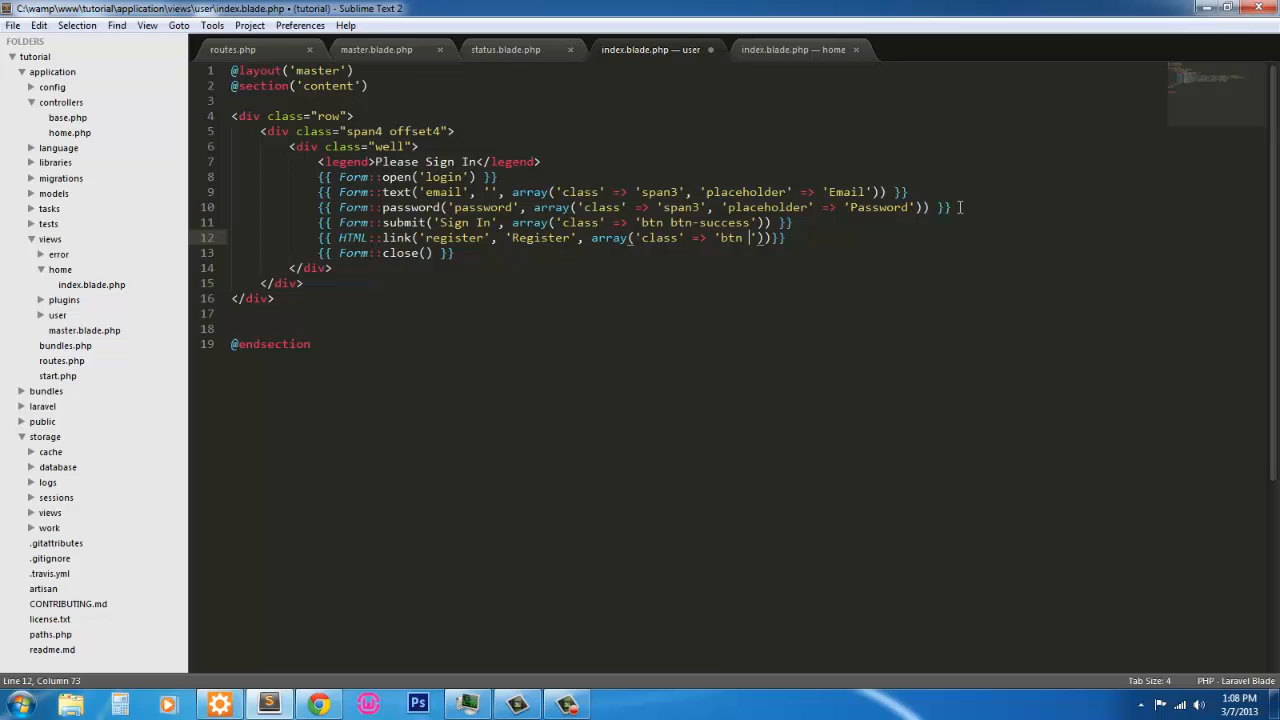 C:\wamp\www\tutorial\application\views\user\index.blade.php • (tutorial) - Sublime Text 2
File Edit Selection Find View Goto Tools Project Preferences Help
FOLDERS
tutorial
application
config
controllers
base.php
home.php
language
libraries
migrations
models
tasks
tests
views
error
home
index.blade.php
plugins
user
master.blade.php
bundles.php
routes.php
start.php
bundles
laravel
public
storage
cache
database
logs
sessions
views
work
.gitattributes
.gitignore
.travis.yml
artisan
CONTRIBUTING.md
license.txt
paths.php
readme.md
routes.php × master.blade.php × status.blade.php × index.blade.php — user • index.blade.php — home ×
1 @layout('master')
2 @section('content')
3
4 <div class="row">
5 <div class="span4 offset4">
6 <div class="well">
7 <legend>Please Sign In</legend>
8 {{ Form::open('login') }}
9 {{ Form::text('email', '', array('class' => 'span3', 'placeholder' => 'Email')) }}
10 {{ Form::password('password', array('class' => 'span3', 'placeholder' => 'Password')) }}
11 {{ Form::submit('Sign In', array('class' => 'btn btn-success')) }}
12 {{ HTML::link('register', 'Register', array('class' => 'btn '))}}
13 {{ Form::close() }}
14 </div>
15 </div>
16 </div>
17
18
19 @endsection
Line 12, Column 73 Tab Size: 4 PHP - Laravel Blade
Ps
1:08 PM
3/7/2013